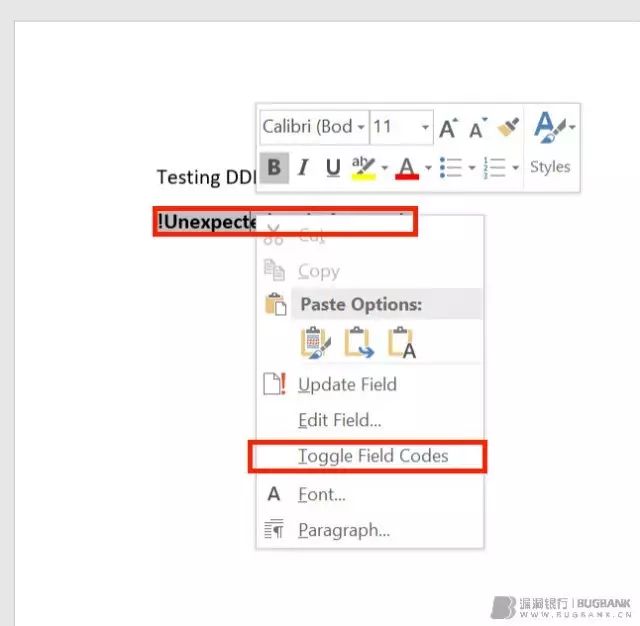 Calibri (Bod
11
A
A
A
B
I
U
ab
A
Styles
Testing DD
!Unexpecte
Cut
Copy
Paste Options:
A
Update Field
Edit Field...
Toggle Field Codes
A
Font...
Paragraph...
漏洞银行 | BUGBANK
WWW.BUGBANK.CN